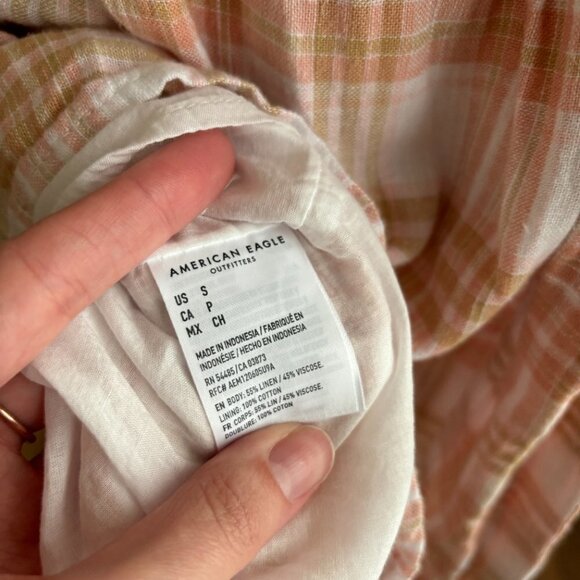 AMERICAN EAGLE
OUTFITTERS
US S
CA P
MX CH
MADE IN INDONESIA / FABRIQUÉ EN
INDONÉSIE / HECHO EN INDONESIA
RN 54485 / CA 03873
RFC# AEM120605U9A
EN BODY: 55% LINEN / 45% VISCOSE.
LINING: 100% COTTON
FR CORPS: 55% LIN / 45% VISCOSE.
DOUBLURE: 100% COTON